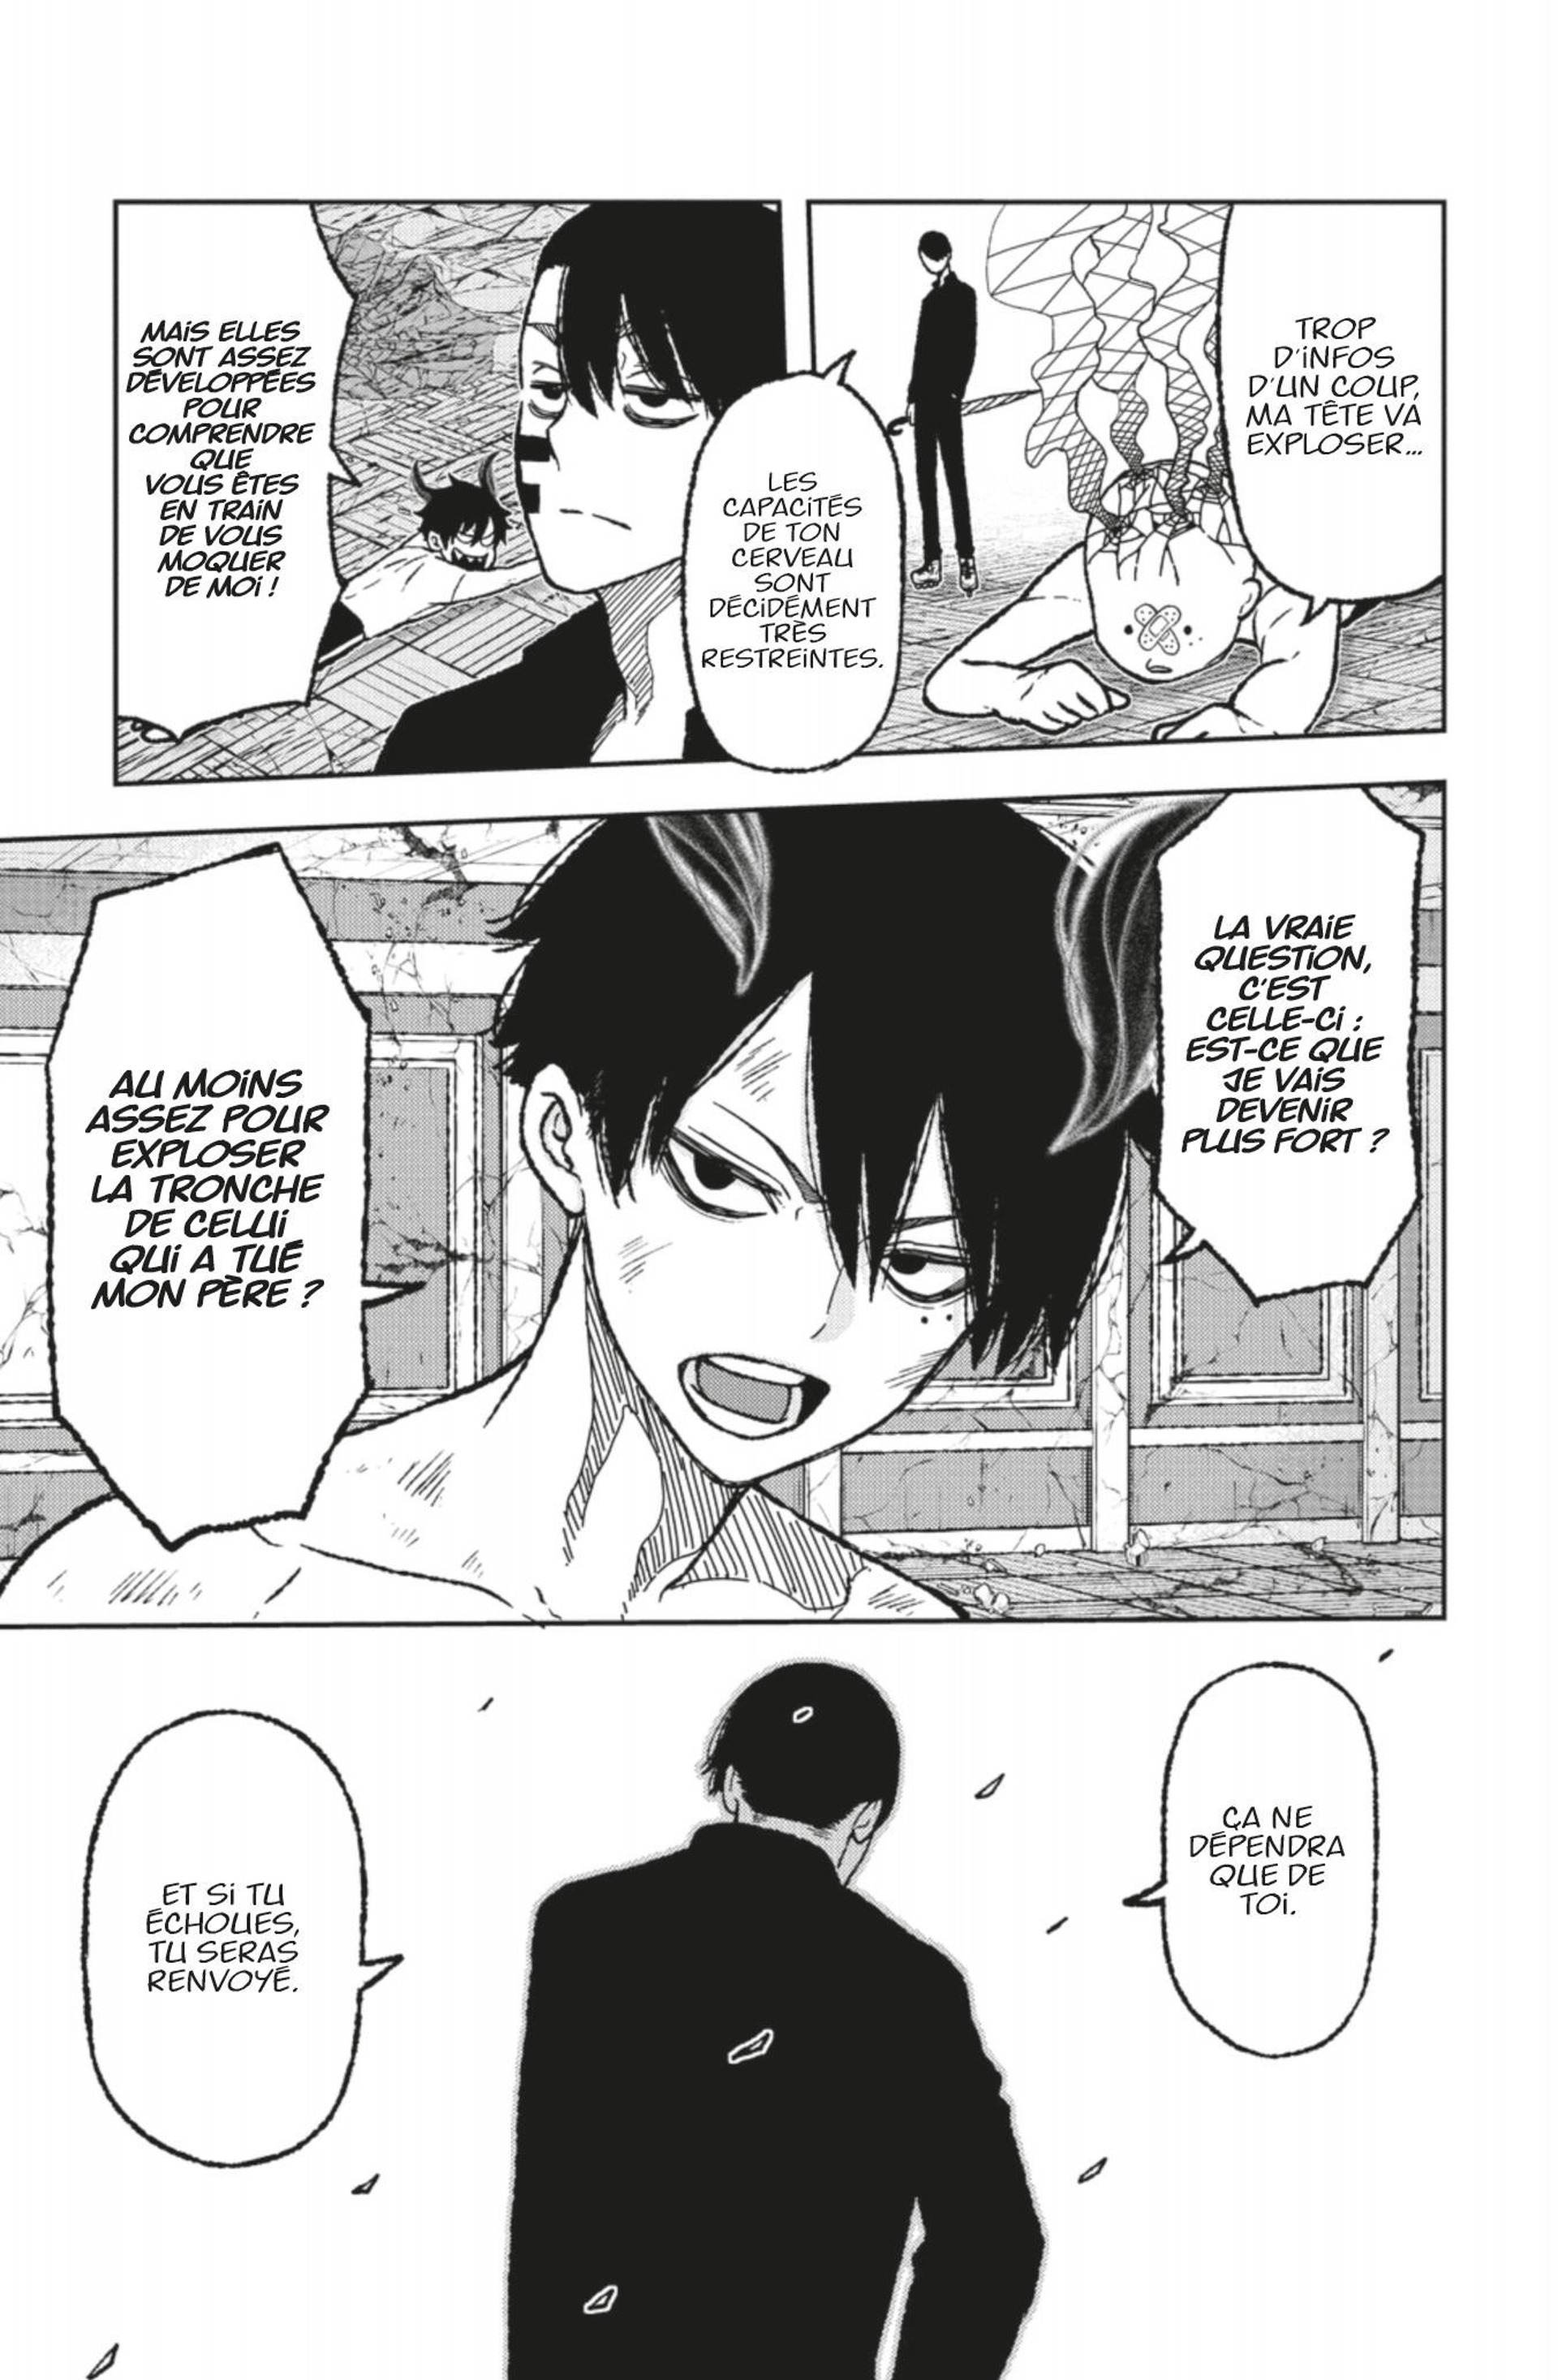 TROP
D'INFOS
D'UN COUP,
MA TÊTE VA
EXPLOSER...
LES
CAPACITÉS
DE TON
CERVEAU
SONT
DÉCIDÉMENT
TRÈS
RESTREINTES.
MAIS ELLES
SONT ASSEZ
DÉVELOPPÉES
POUR
COMPRENDRE
QUE
VOUS ÊTES
EN TRAIN
DE VOUS
MOQUER
DE MOI !
LA VRAIE
QUESTION,
C'EST
CELLE-CI :
EST-CE QUE
JE VAIS
DEVENIR
PLUS FORT ?
AU MOINS
ASSEZ POUR
EXPLOSER
LA TRONCHE
DE CELUI
QUI A TUÉ
MON PÈRE ?
ÇA NE
DÉPENDRA
QUE DE
TOI.
ET SI TU
ÉCHOUES,
TU SERAS
RENVOYÉ.